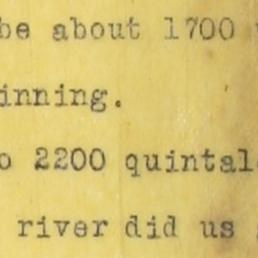 be about 1700
inning.
o 2200 quintal
river did us